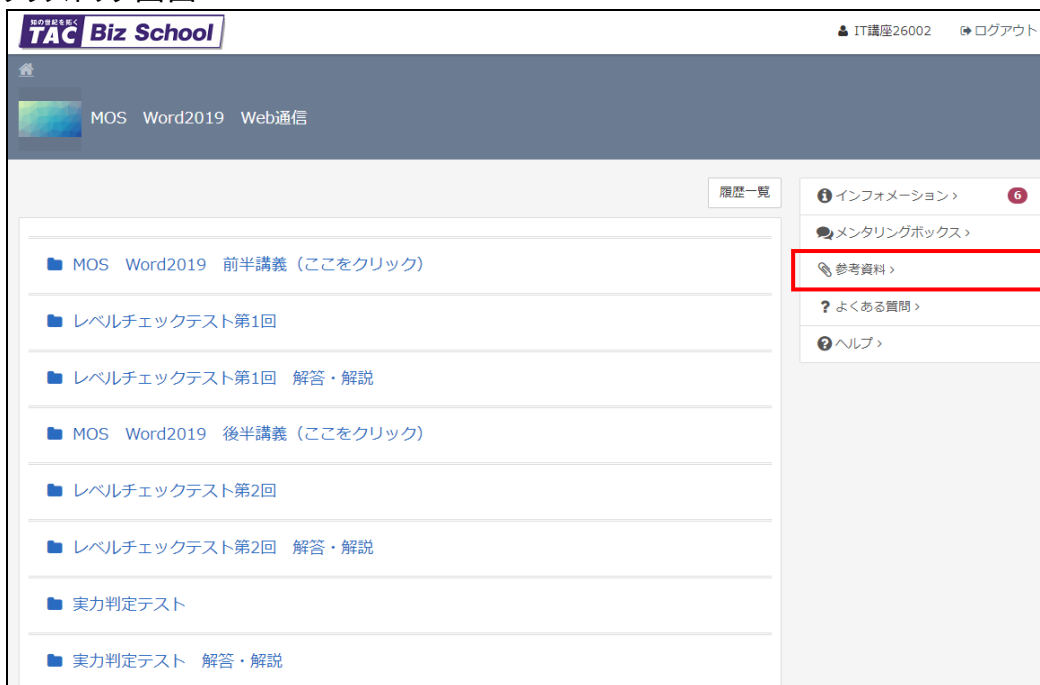 知の世紀を拓く
TAC Biz School
IT講座26002 ログアウト
MOS Word2019 Web通信
履歴一覧
MOS Word2019 前半講義（ここをクリック）
レベルチェックテスト第1回
レベルチェックテスト第1回 解答・解説
MOS Word2019 後半講義（ここをクリック）
レベルチェックテスト第2回
レベルチェックテスト第2回 解答・解説
実力判定テスト
実力判定テスト 解答・解説
インフォメーション › 6
メンタリングボックス ›
参考資料 ›
よくある質問 ›
ヘルプ ›